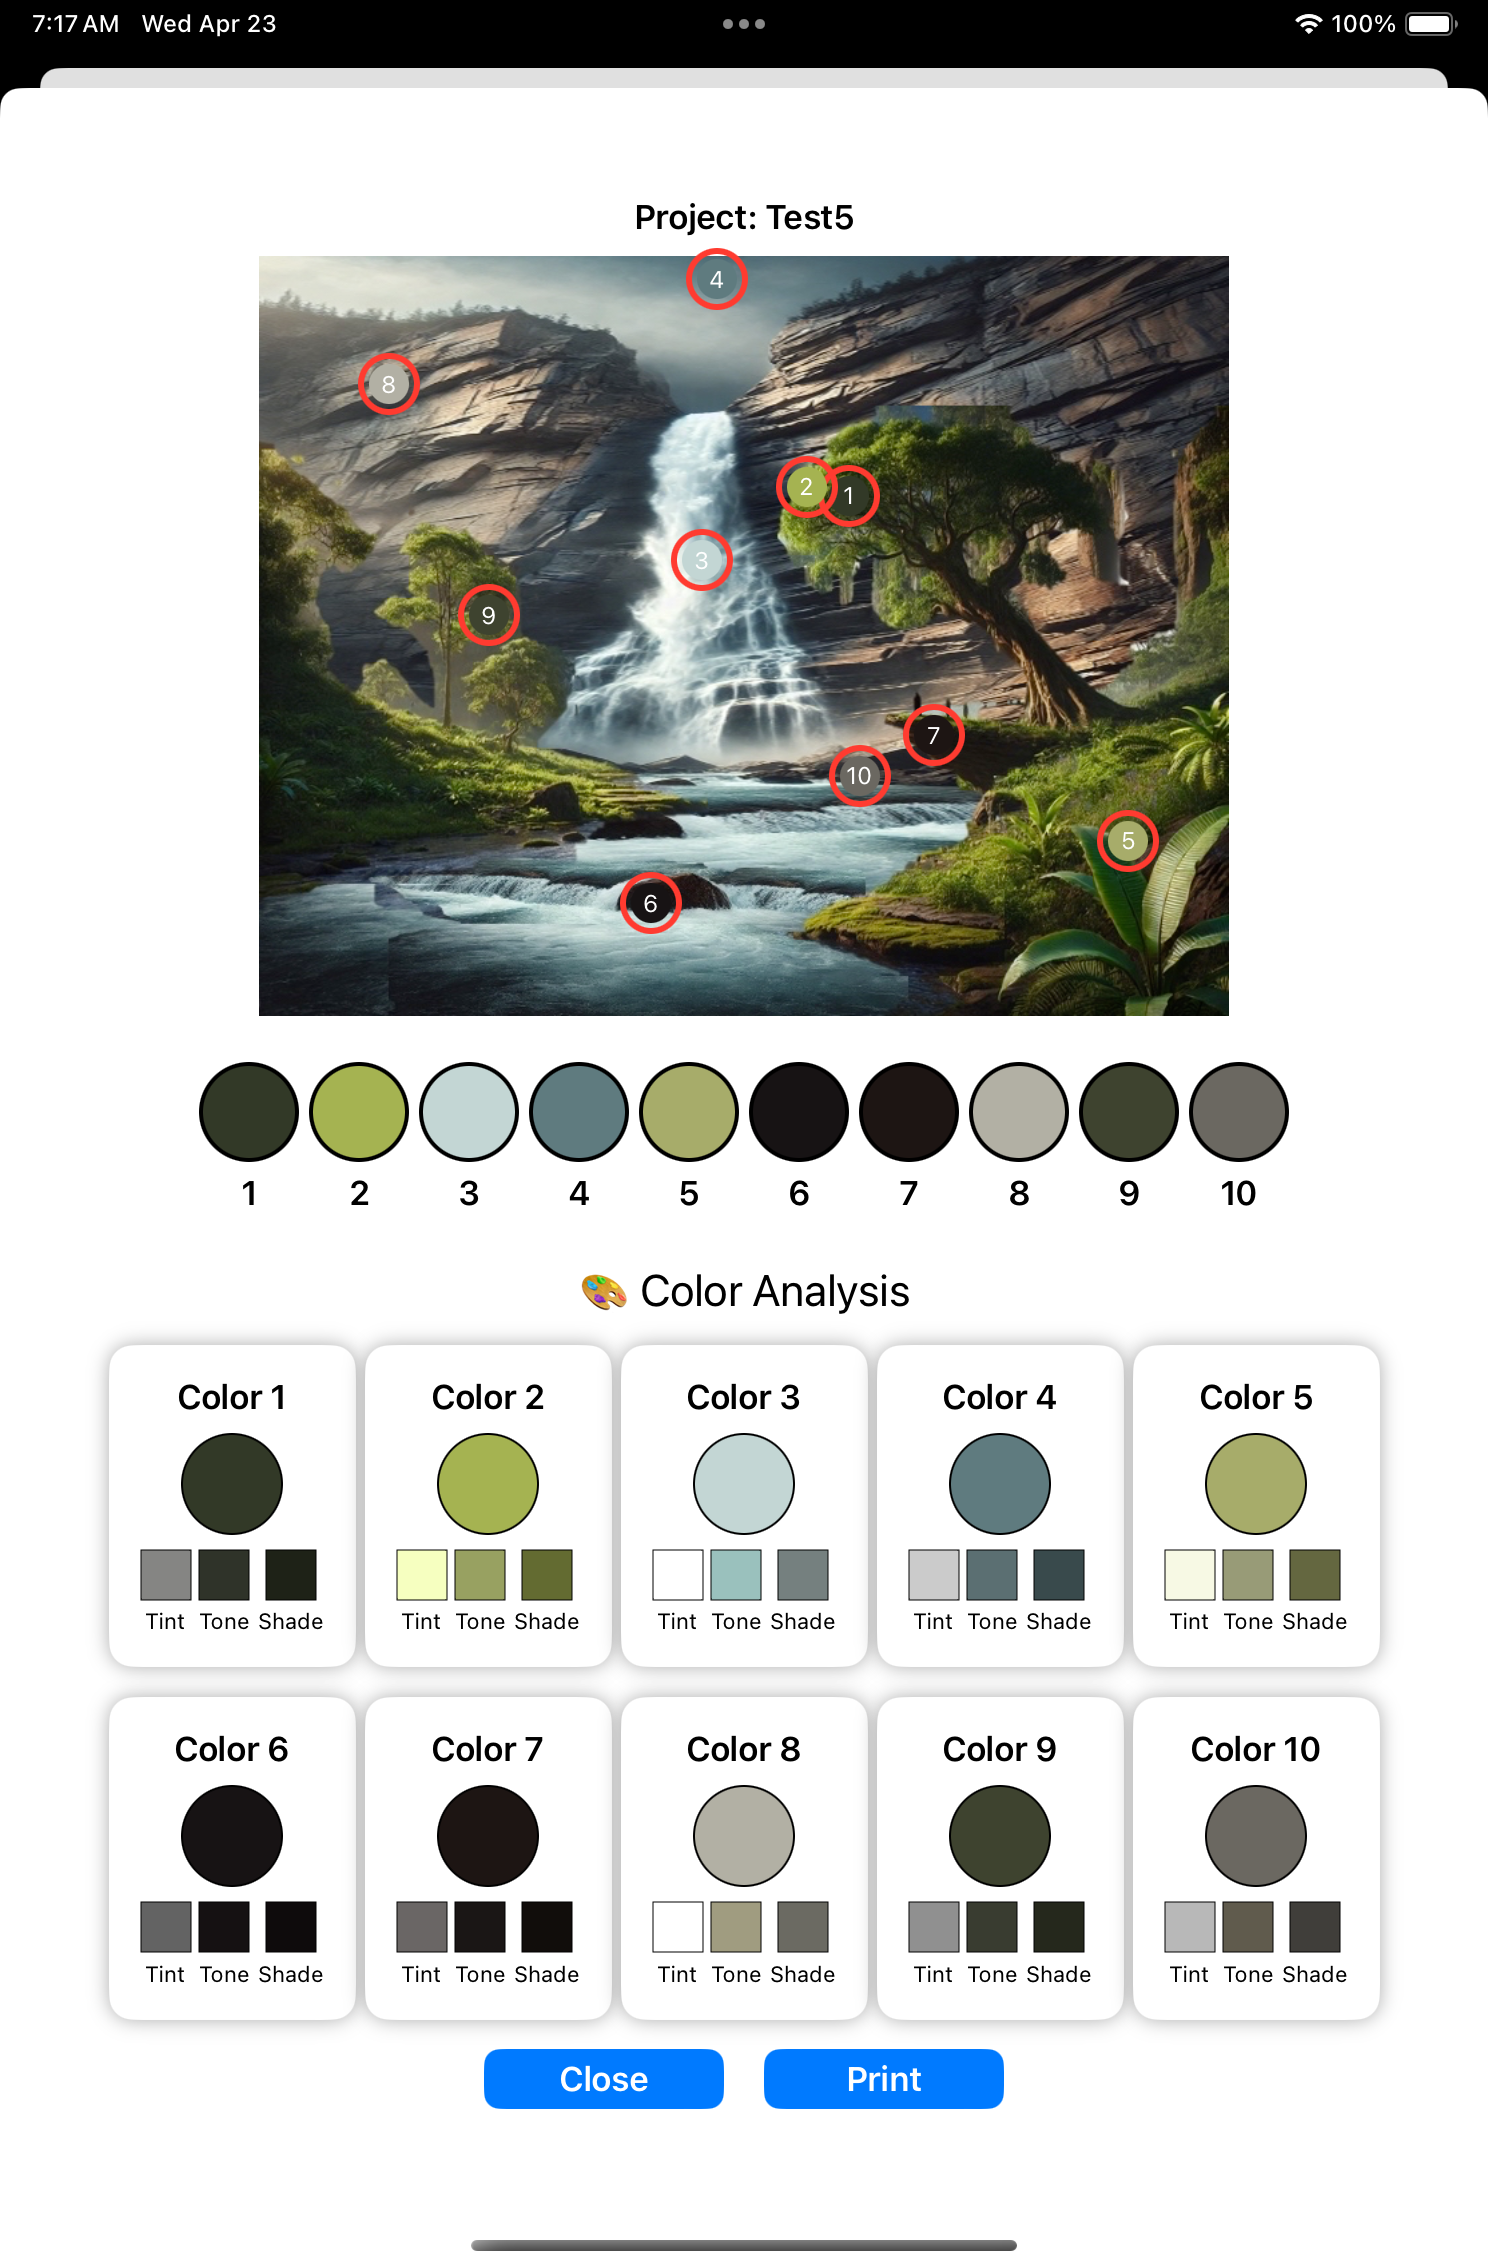 7:17 AM Wed Apr 23 100%
Project: Test5
4
8
2 1
3
9
7
10
5
6
1 2 3 4 5 6 7 8 9 10
🎨 Color Analysis
Color 1 Color 2 Color 3 Color 4 Color 5
Tint Tone Shade Tint Tone Shade Tint Tone Shade Tint Tone Shade Tint Tone Shade
Color 6 Color 7 Color 8 Color 9 Color 10
Tint Tone Shade Tint Tone Shade Tint Tone Shade Tint Tone Shade Tint Tone Shade
Close Print